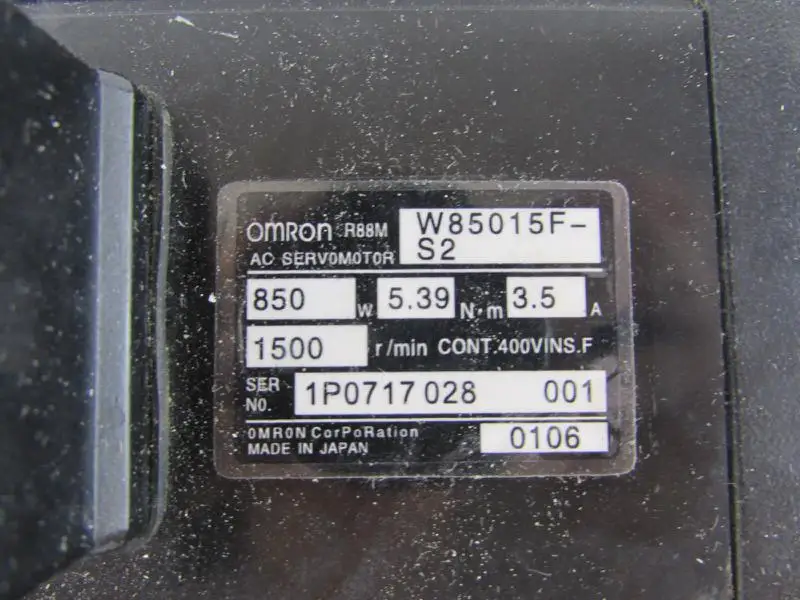 OMRON R88M W85015F-
AC SERVOMOTOR S2
850 W 5.39 N·m 3.5 A
1500 r/min CONT.400VINS.F
SER NO. 1P0717 028 001
OMRON CorPoRation 0106
MADE IN JAPAN